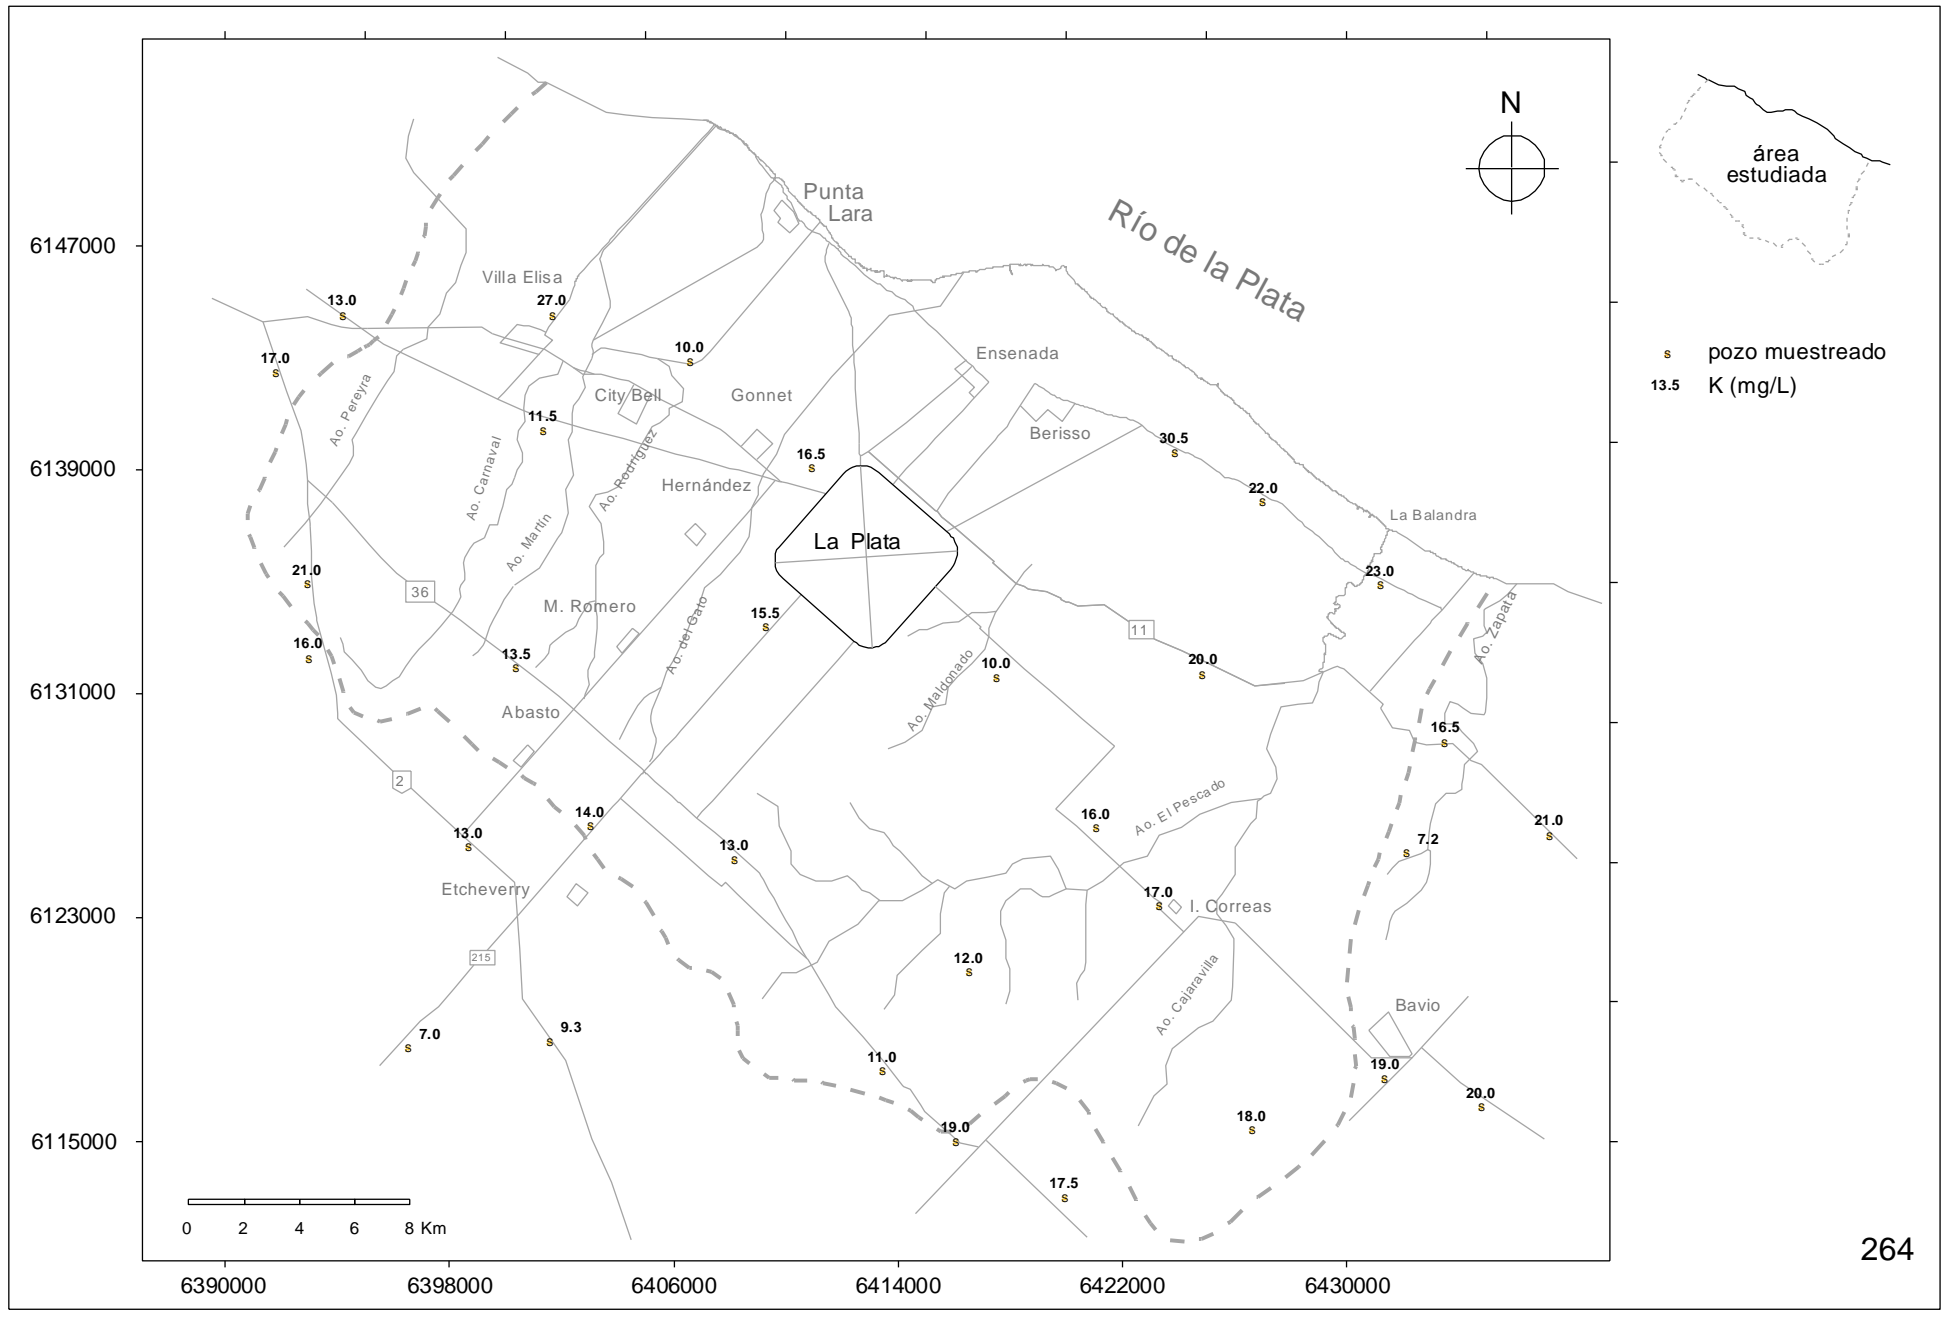 N
área
estudiada
Punta
Lara
Río de la Plata
6147000
Villa Elisa
13.0
27.0
s
s
10.0
s
17.0
s
Ensenada
s pozo muestreado
13.5 K (mg/L)
Ao. Pereyra
City Bell
Gonnet
11.5
s
Berisso
30.5
s
16.5
s
6139000
Ao. Carnaval
Ao. Rodríguez
Hernández
22.0
s
La Balandra
Ao. Martín
La Plata
21.0
s
23.0
s
36
M. Romero
Ao. del Gato
15.5
s
11
Ao. Zapata
16.0
s
13.5
s
10.0
s
20.0
s
Ao. Maldonado
6131000
Abasto
16.5
s
2
Ao. El Pescado
14.0
s
16.0
s
21.0
s
13.0
s
13.0
s
7.2
s
Etcheverry
17.0
s
I. Correas
6123000
215
12.0
s
Ao. Cajaravilla
Bavio
7.0
s
9.3
s
11.0
s
19.0
s
20.0
s
18.0
s
6115000
19.0
s
17.5
s
0 2 4 6 8 Km
264
6390000 6398000 6406000 6414000 6422000 6430000